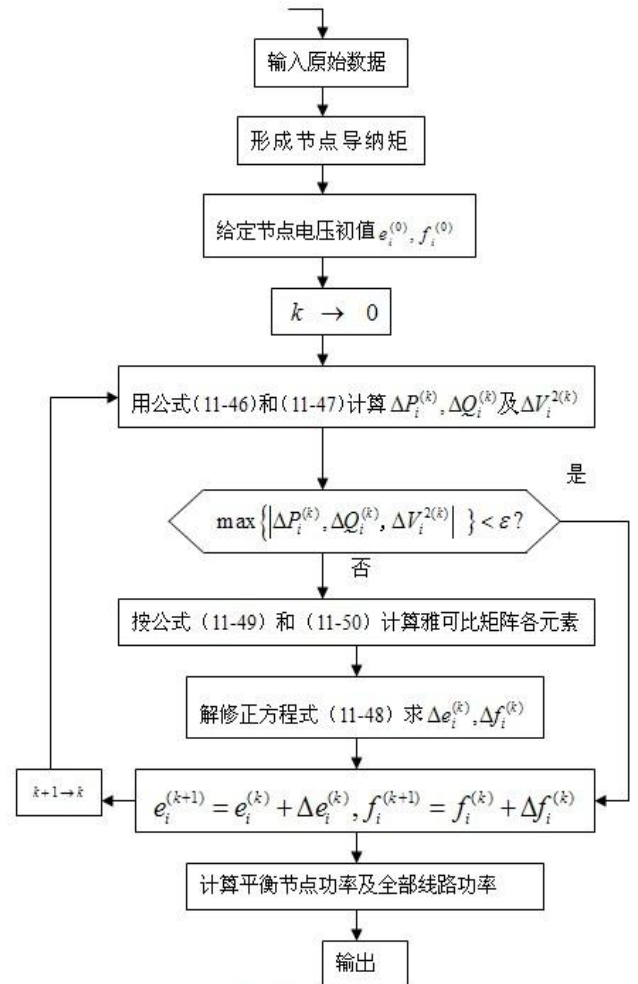 输入原始数据
形成节点导纳矩
给定节点电压初值 e_i^{(0)}, f_i^{(0)}
k → 0
用公式(11-46)和(11-47)计算 ΔP_i^{(k)}, ΔQ_i^{(k)} 及 ΔV_i^{2(k)}
是
max{|ΔP_i^{(k)}, ΔQ_i^{(k)}, ΔV_i^{2(k)}| } < ε?
否
按公式（11-49）和（11-50）计算雅可比矩阵各元素
解修正方程式（11-48）求 Δe_i^{(k)}, Δf_i^{(k)}
k+1→k
e_i^{(k+1)} = e_i^{(k)} + Δe_i^{(k)}, f_i^{(k+1)} = f_i^{(k)} + Δf_i^{(k)}
计算平衡节点功率及全部线路功率
输出